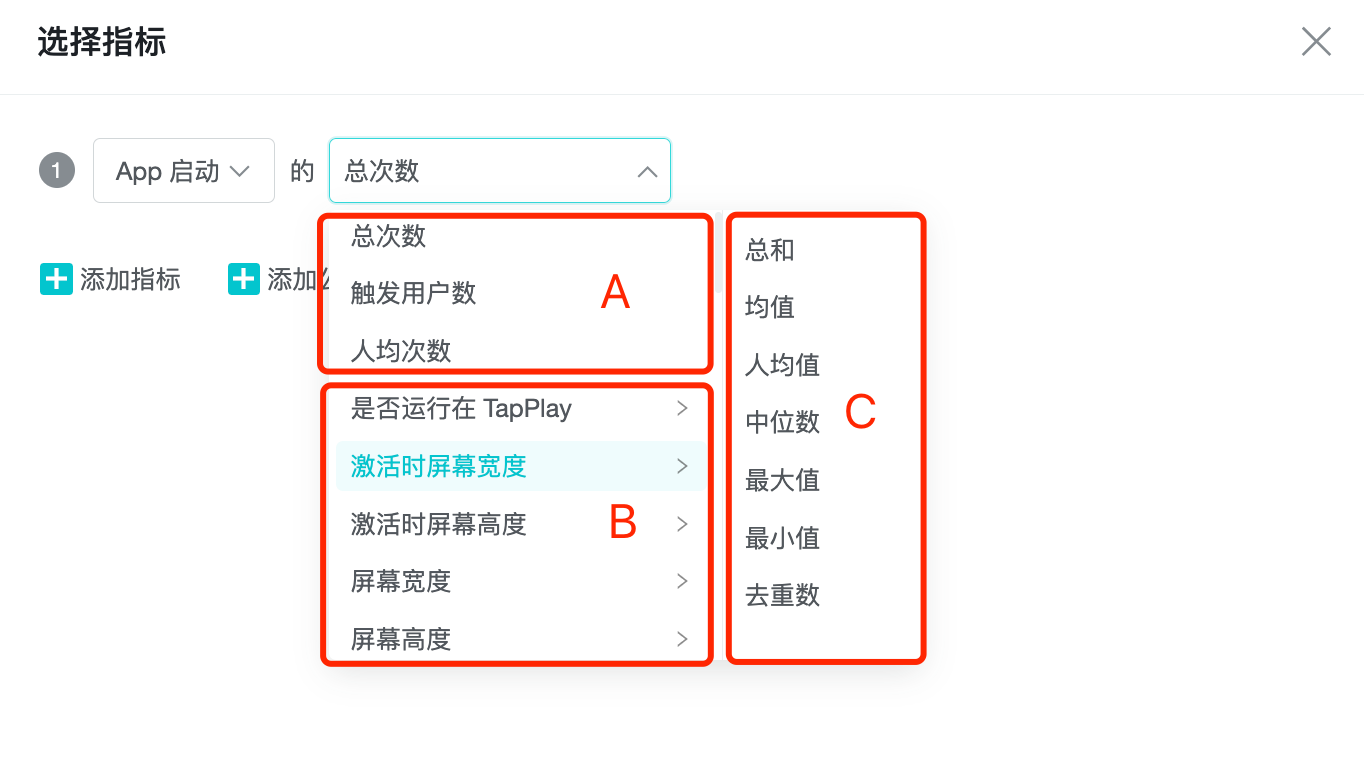 选择指标
1 App 启动 的 总次数
添加指标 添加
总次数
触发用户数
人均次数
A
是否运行在 TapPlay
激活时屏幕宽度
激活时屏幕高度
屏幕宽度
屏幕高度
B
总和
均值
人均值
中位数
最大值
最小值
去重数
C